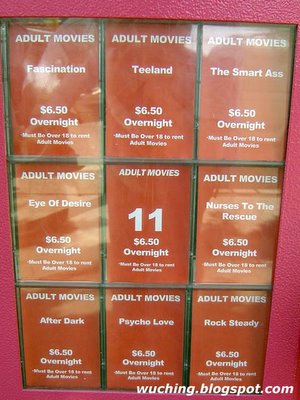 ADULT MOVIES
Fascination
$6.50
Overnight
-Must Be Over 18 to rent
Adult Movies
ADULT MOVIES
Teeland
$6.50
Overnight
-Must Be Over 18 to rent
Adult Movies
ADULT MOVIES
The Smart Ass
$6.50
Overnight
-Must Be Over 18 to rent
Adult Movies
ADULT MOVIES
Eye Of Desire
$6.50
Overnight
-Must Be Over 18 to rent
Adult Movies
ADULT MOVIES
11
$6.50
Overnight
-Must Be Over 18 to rent
Adult Movies
ADULT MOVIES
Nurses To The
Rescue
$6.50
Overnight
-Must Be Over 18 to rent
Adult Movies
ADULT MOVIES
After Dark
$6.50
Overnight
-Must Be Over 18 to rent
Adult Movies
ADULT MOVIES
Psycho Love
$6.50
Overnight
-Must Be Over 18 to rent
Adult Movies
ADULT MOVIES
Rock Steady
$6.50
Overnight
-Must Be Over 18 to rent
Adult Movies
wuching.blogspot.com